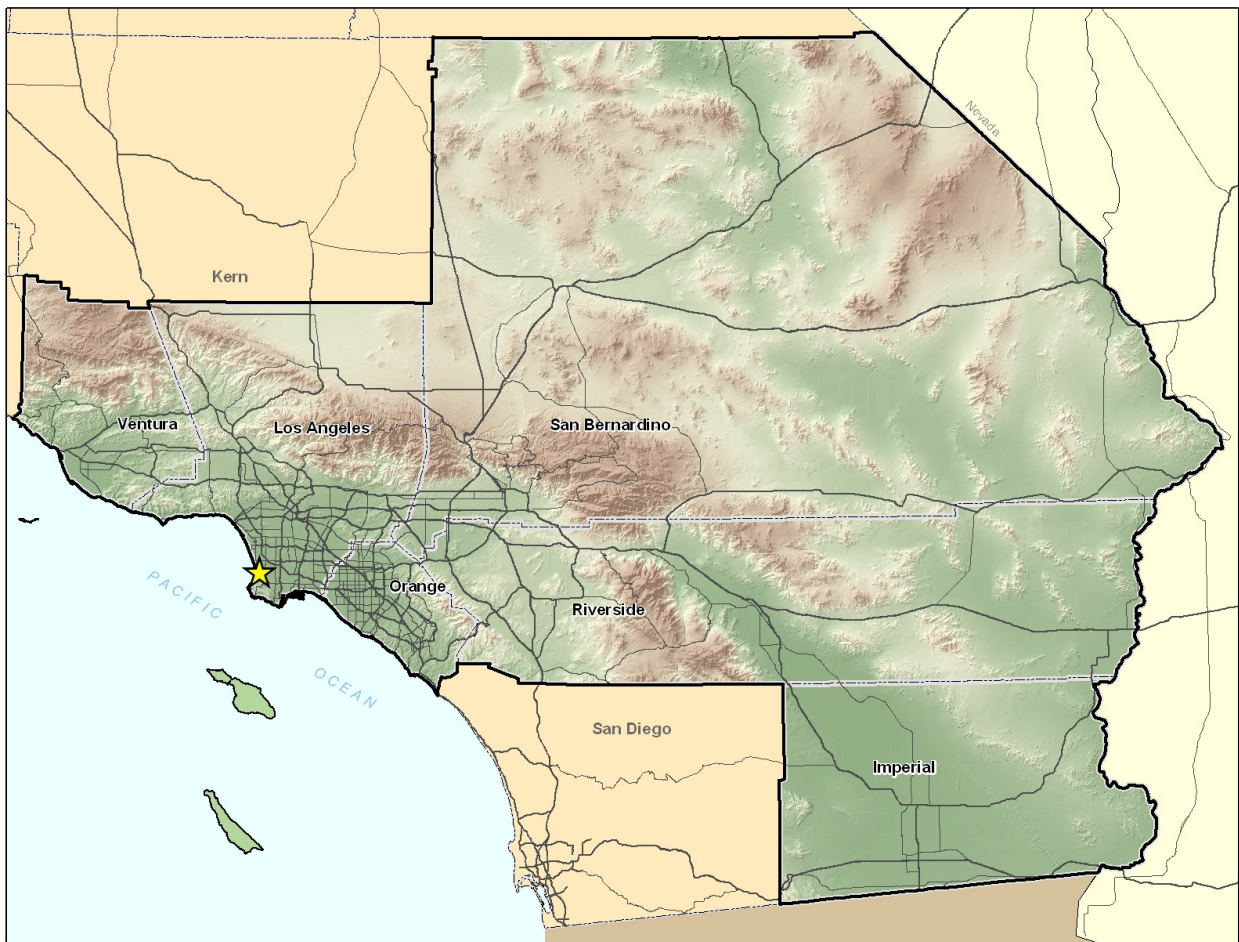 Nevada
Kern
Ventura
Los Angeles
San Bernardino
Orange
Riverside
PACIFIC
OCEAN
San Diego
Imperial